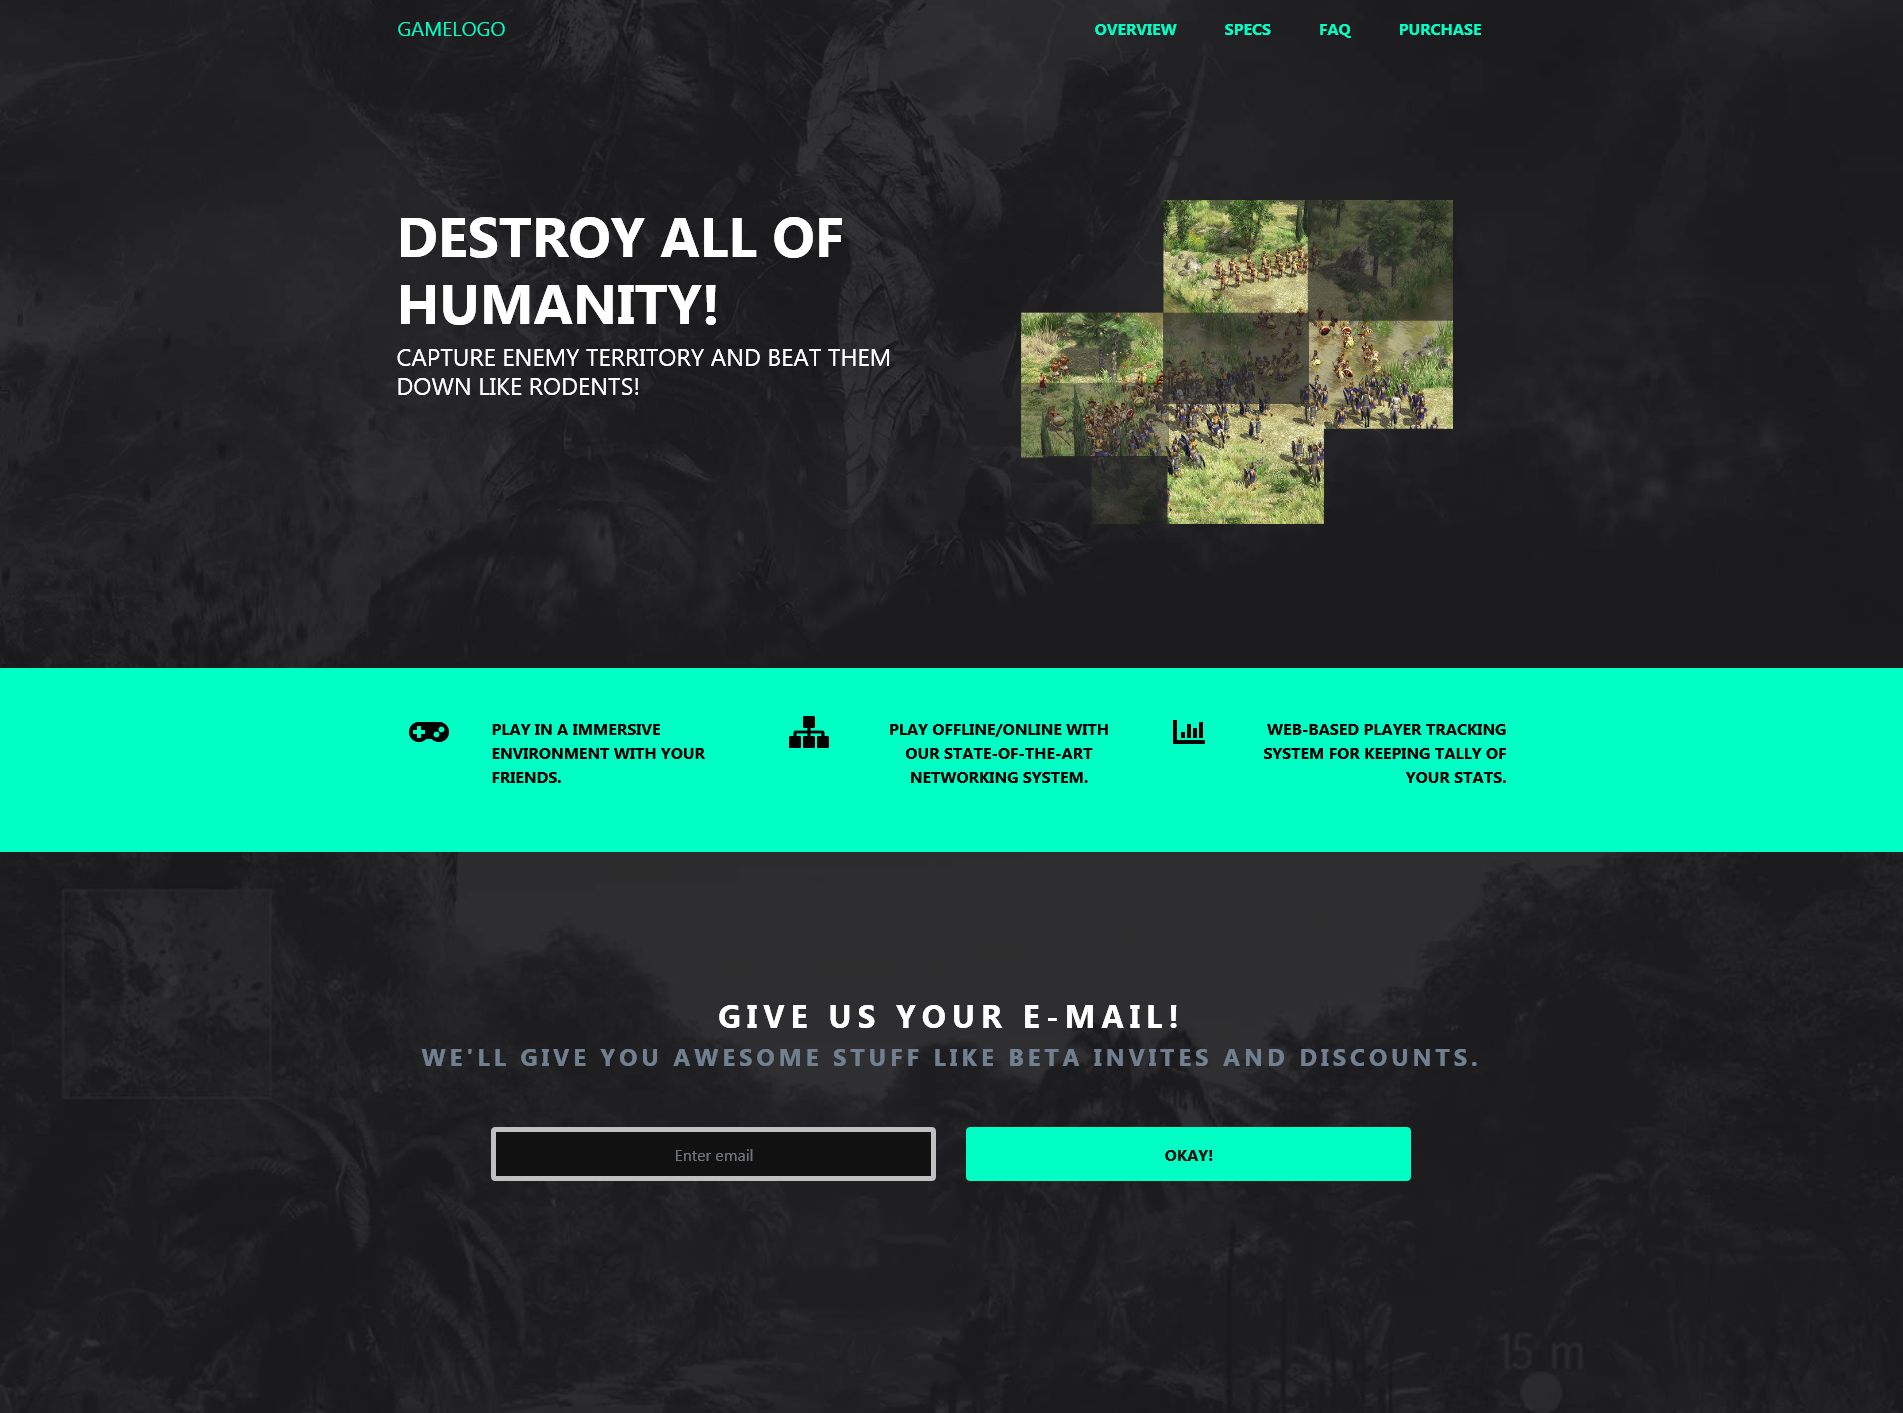 GAMELOGO
OVERVIEW SPECS FAQ PURCHASE
DESTROY ALL OF
HUMANITY!
CAPTURE ENEMY TERRITORY AND BEAT THEM
DOWN LIKE RODENTS!
PLAY IN A IMMERSIVE
ENVIRONMENT WITH YOUR
FRIENDS.
PLAY OFFLINE/ONLINE WITH
OUR STATE-OF-THE-ART
NETWORKING SYSTEM.
WEB-BASED PLAYER TRACKING
SYSTEM FOR KEEPING TALLY OF
YOUR STATS.
GIVE US YOUR E-MAIL!
WE'LL GIVE YOU AWESOME STUFF LIKE BETA INVITES AND DISCOUNTS.
Enter email
OKAY!
15 m